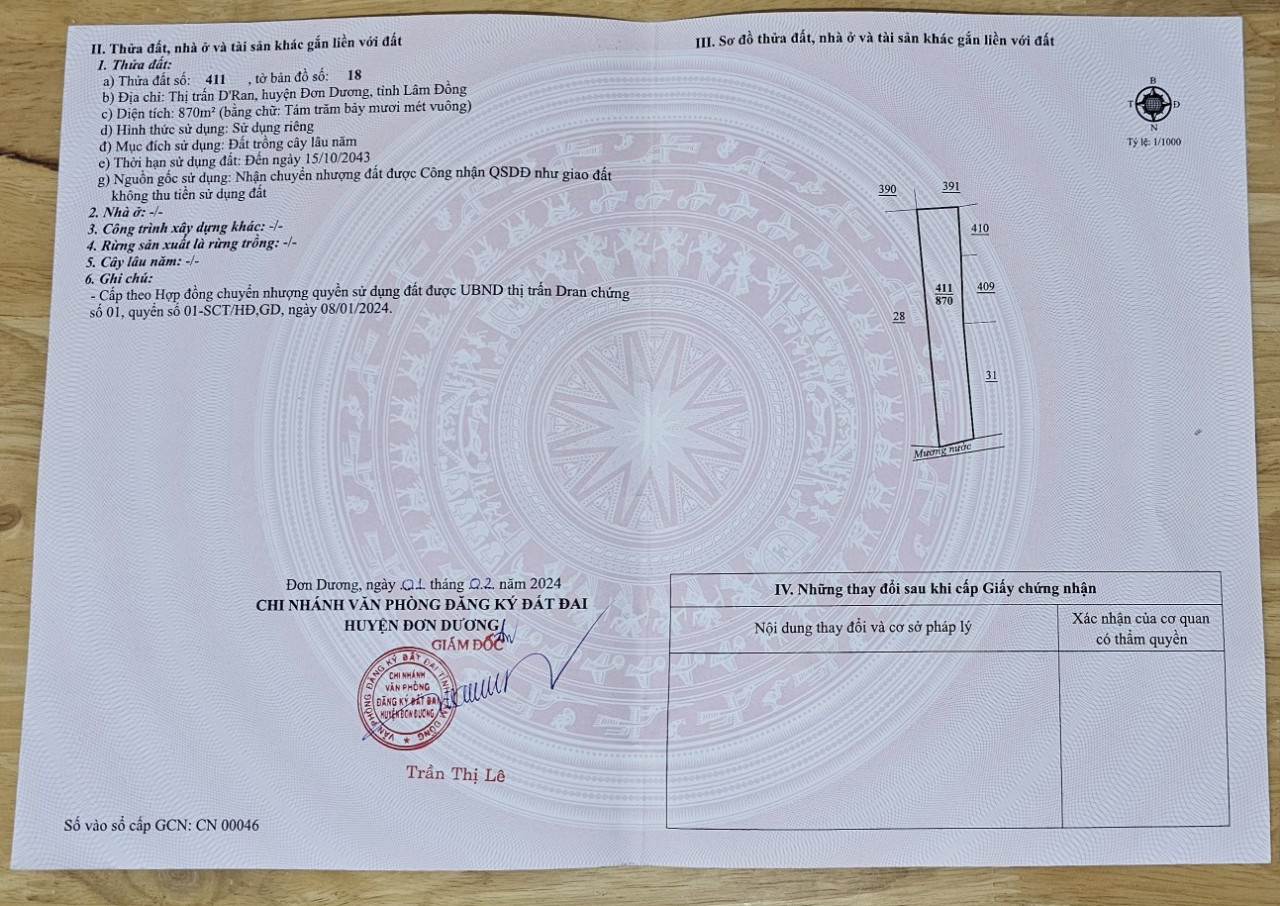 II. Thửa đất, nhà ở và tài sản khác gắn liền với đất
1. Thửa đất:
a) Thửa đất số: 411 , tờ bản đồ số: 18
b) Địa chỉ: Thị trấn D'Ran, huyện Đơn Dương, tỉnh Lâm Đồng
c) Diện tích: 870m² (bằng chữ: Tám trăm bảy mươi mét vuông)
d) Hình thức sử dụng: Sử dụng riêng
đ) Mục đích sử dụng: Đất trồng cây lâu năm
e) Thời hạn sử dụng đất: Đến ngày 15/10/2043
g) Nguồn gốc sử dụng: Nhận chuyển nhượng đất được Công nhận QSDĐ như giao đất
không thu tiền sử dụng đất
2. Nhà ở: -/-
3. Công trình xây dựng khác: -/-
4. Rừng sản xuất là rừng trồng: -/-
5. Cây lâu năm: -/-
6. Ghi chú:
- Cấp theo Hợp đồng chuyển nhượng quyền sử dụng đất được UBND thị trấn Dran chứng
số 01, quyển số 01-SCT/HĐ,GD, ngày 08/01/2024.
Đơn Dương, ngày 01 tháng 02 năm 2024
CHI NHÁNH VĂN PHÒNG ĐĂNG KÝ ĐẤT ĐAI
HUYỆN ĐƠN DƯƠNG
GIÁM ĐỐC
VĂN PHÒNG ĐĂNG KÝ ĐẤT ĐAI TỈNH LÂM ĐỒNG
CHI NHÁNH
VĂN PHÒNG
ĐĂNG KÝ ĐẤT ĐAI
HUYỆN ĐƠN DƯƠNG
Trần Thị Lê
Số vào sổ cấp GCN: CN 00046
III. Sơ đồ thửa đất, nhà ở và tài sản khác gắn liền với đất
B
T Đ
N
Tỷ lệ: 1/1000
390
391
410
411
870
409
28
31
Mương nước
IV. Những thay đổi sau khi cấp Giấy chứng nhận
Nội dung thay đổi và cơ sở pháp lý
Xác nhận của cơ quan
có thẩm quyền